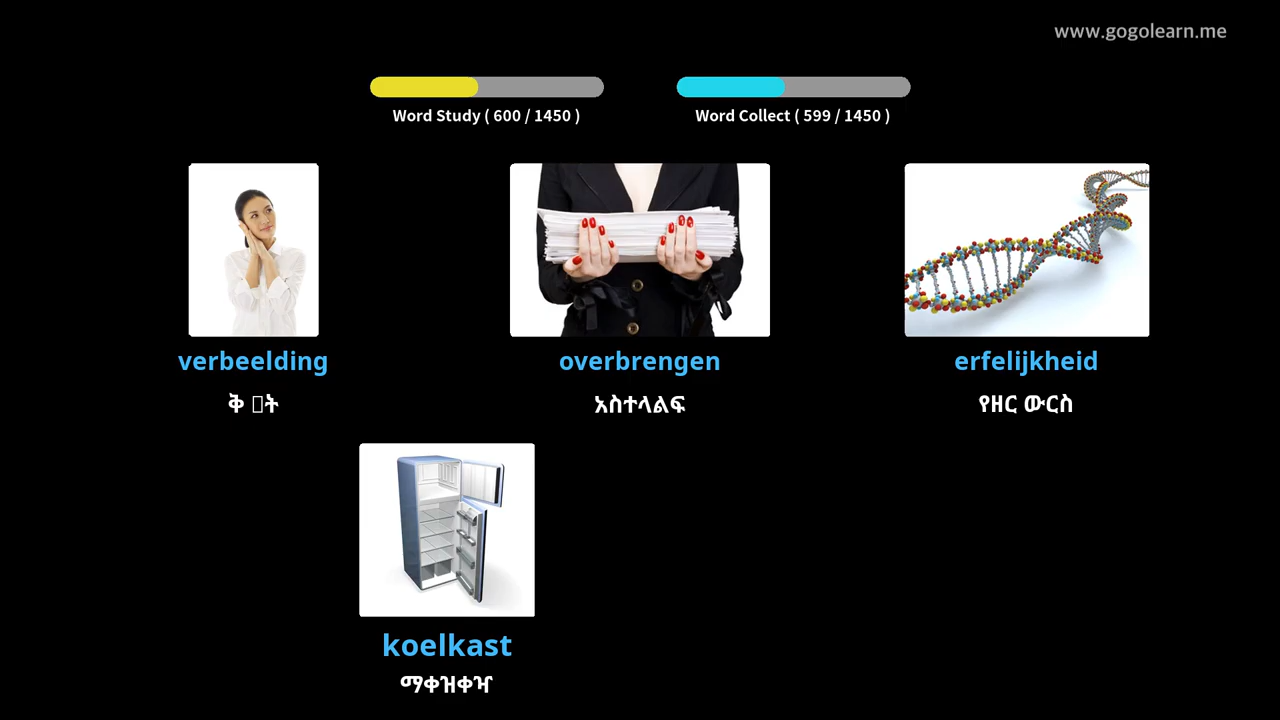 www.gogolearn.me
Word Study ( 600 / 1450 )
Word Collect ( 599 / 1450 )
verbeelding
overbrengen
erfelijkheid
ቅ ት
አስተላልፍ
የዘር ውርስ
koelkast
ማቀዝቀዣ